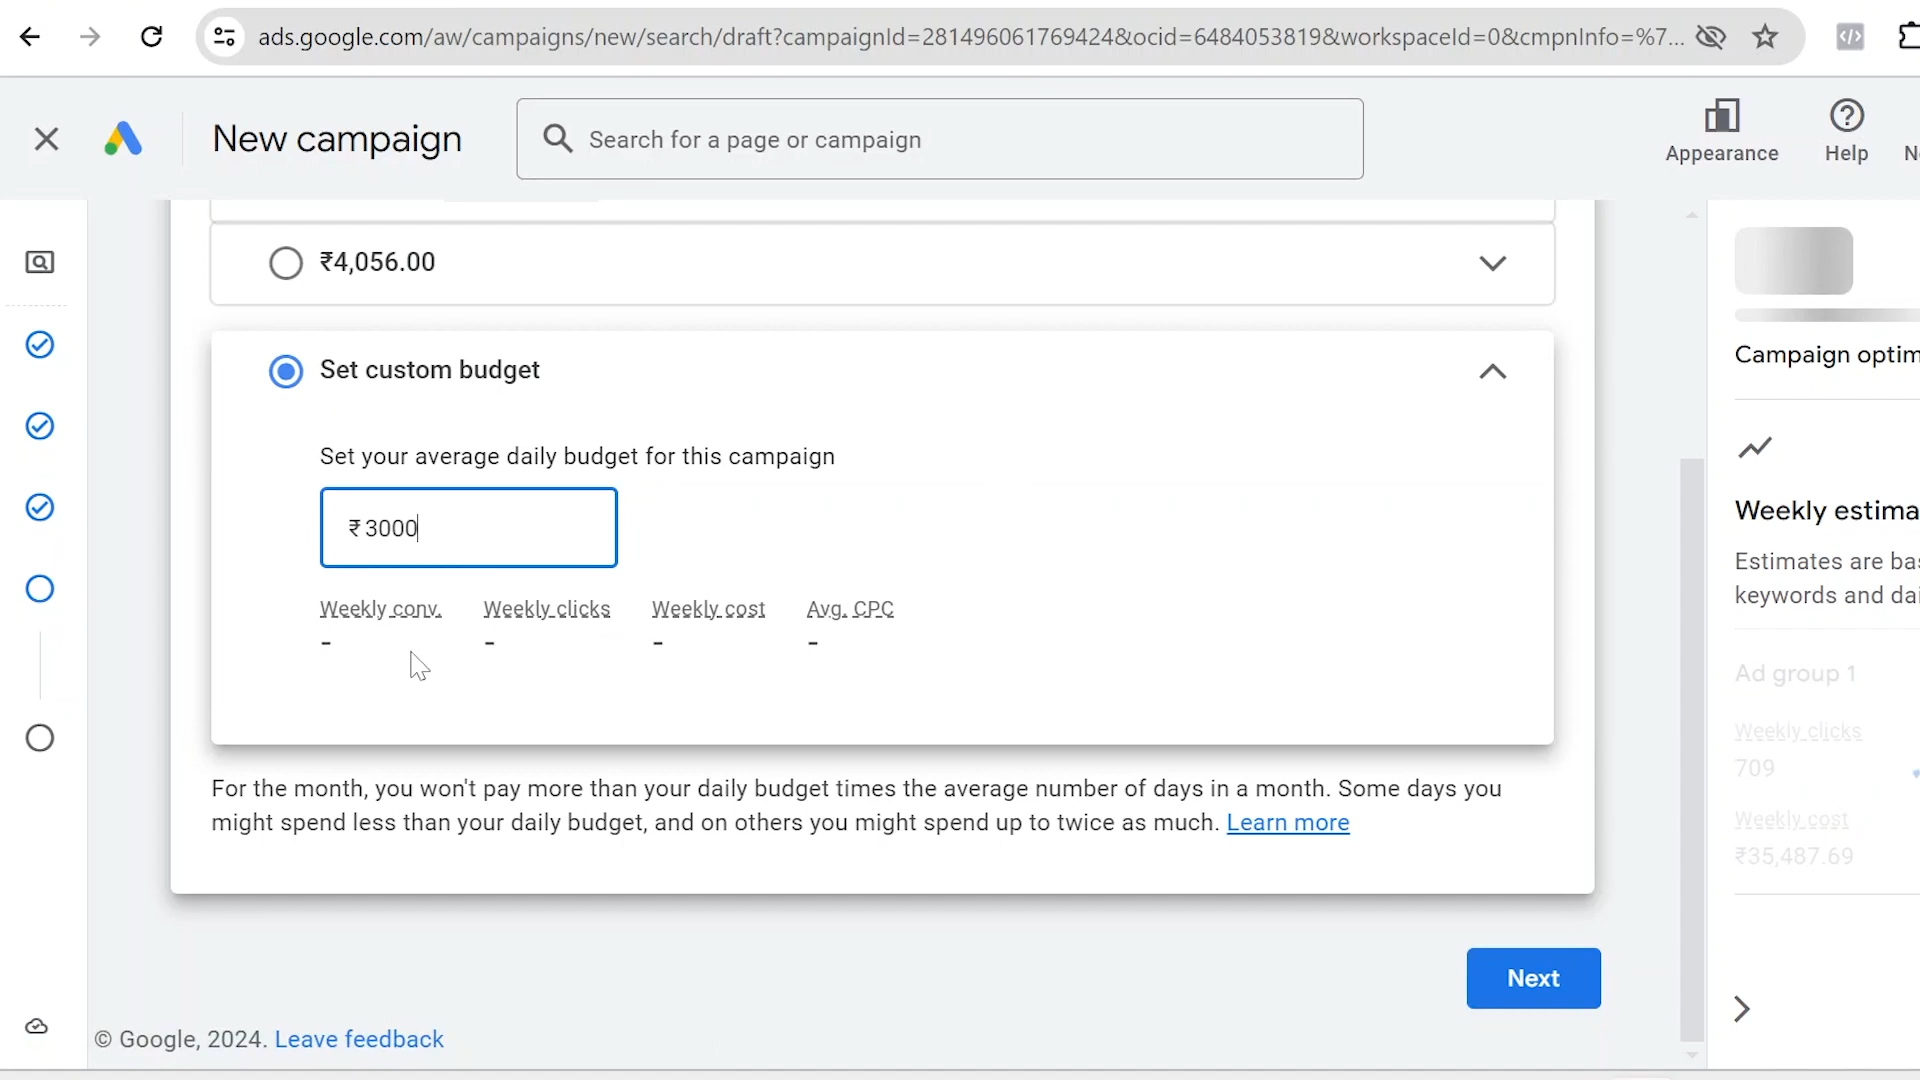 ads.google.com/aw/campaigns/new/search/draft?campaignId=281496061769424&ocid=6484053819&workspaceId=0&cmpnInfo=%7...
New campaign
Search for a page or campaign
Appearance
Help
₹4,056.00
Set custom budget
Set your average daily budget for this campaign
₹ 3000
Weekly conv. Weekly clicks Weekly cost Avg. CPC
- - - -
For the month, you won't pay more than your daily budget times the average number of days in a month. Some days you
might spend less than your daily budget, and on others you might spend up to twice as much. Learn more
Next
© Google, 2024. Leave feedback
Campaign optim
Weekly estima
Estimates are bas
keywords and dai
Ad group 1
Weekly clicks
709
Weekly cost
₹35,487.69